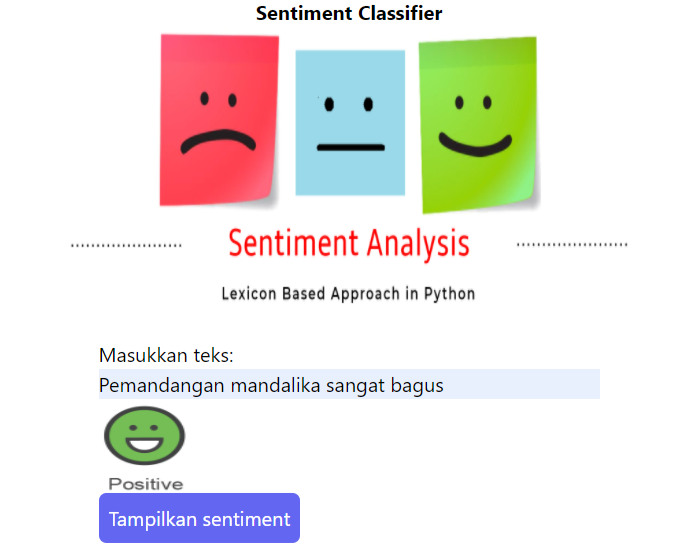 Sentiment Classifier
Sentiment Analysis
Lexicon Based Approach in Python
Masukkan teks:
Pemandangan mandalika sangat bagus
Positive
Tampilkan sentiment